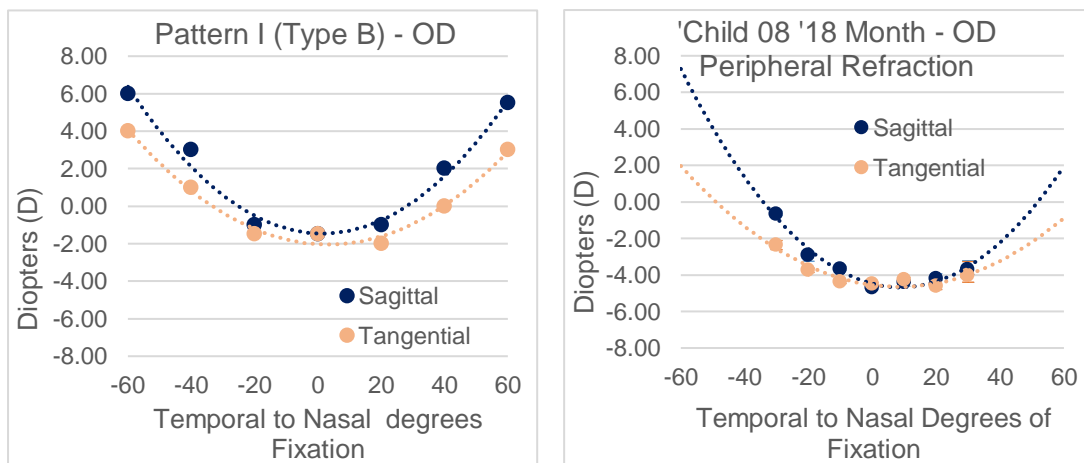 Pattern I (Type B) - OD
8.00
6.00
4.00
2.00
0.00
-2.00
-4.00
-6.00
-8.00
Diopters (D)
Sagittal
Tangential
-60 -40 -20 0 20 40 60
Temporal to Nasal degrees
Fixation
'Child 08 '18 Month - OD
Peripheral Refraction
8.00
6.00
4.00
2.00
0.00
-2.00
-4.00
-6.00
-8.00
Diopters (D)
Sagittal
Tangential
-60 -40 -20 0 20 40 60
Temporal to Nasal Degrees of
Fixation